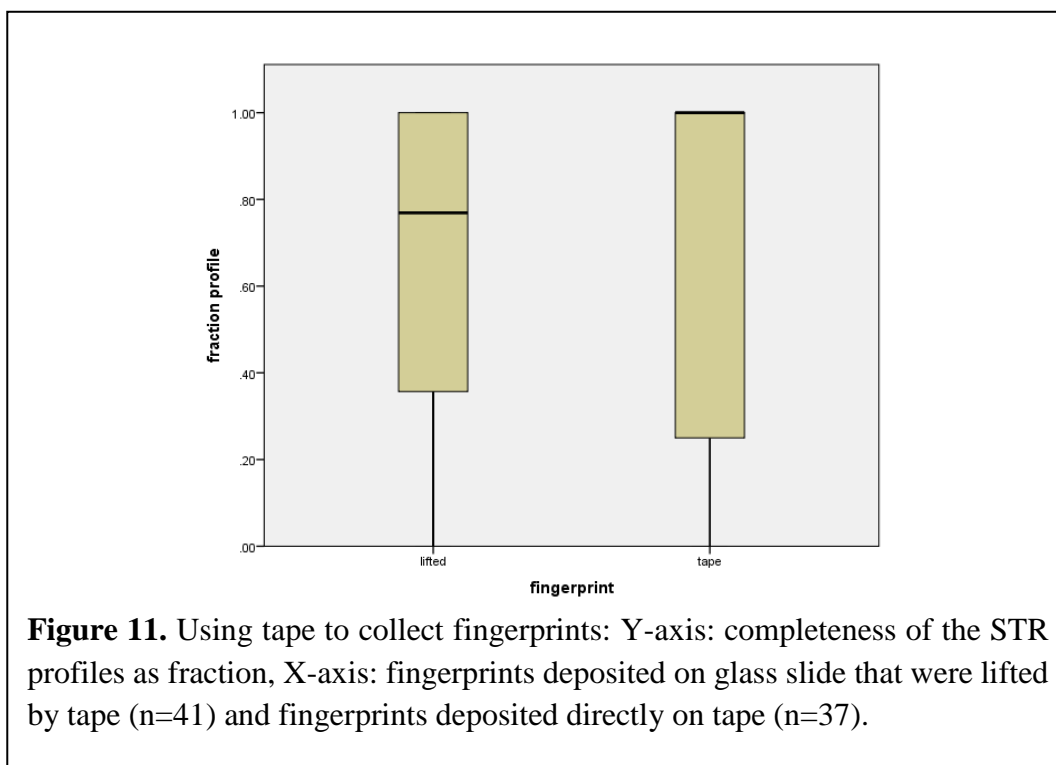 1.00
.80
.60
.40
.20
.00
fraction profile
lifted
tape
fingerprint
Figure 11. Using tape to collect fingerprints: Y-axis: completeness of the STR
profiles as fraction, X-axis: fingerprints deposited on glass slide that were lifted
by tape (n=41) and fingerprints deposited directly on tape (n=37).